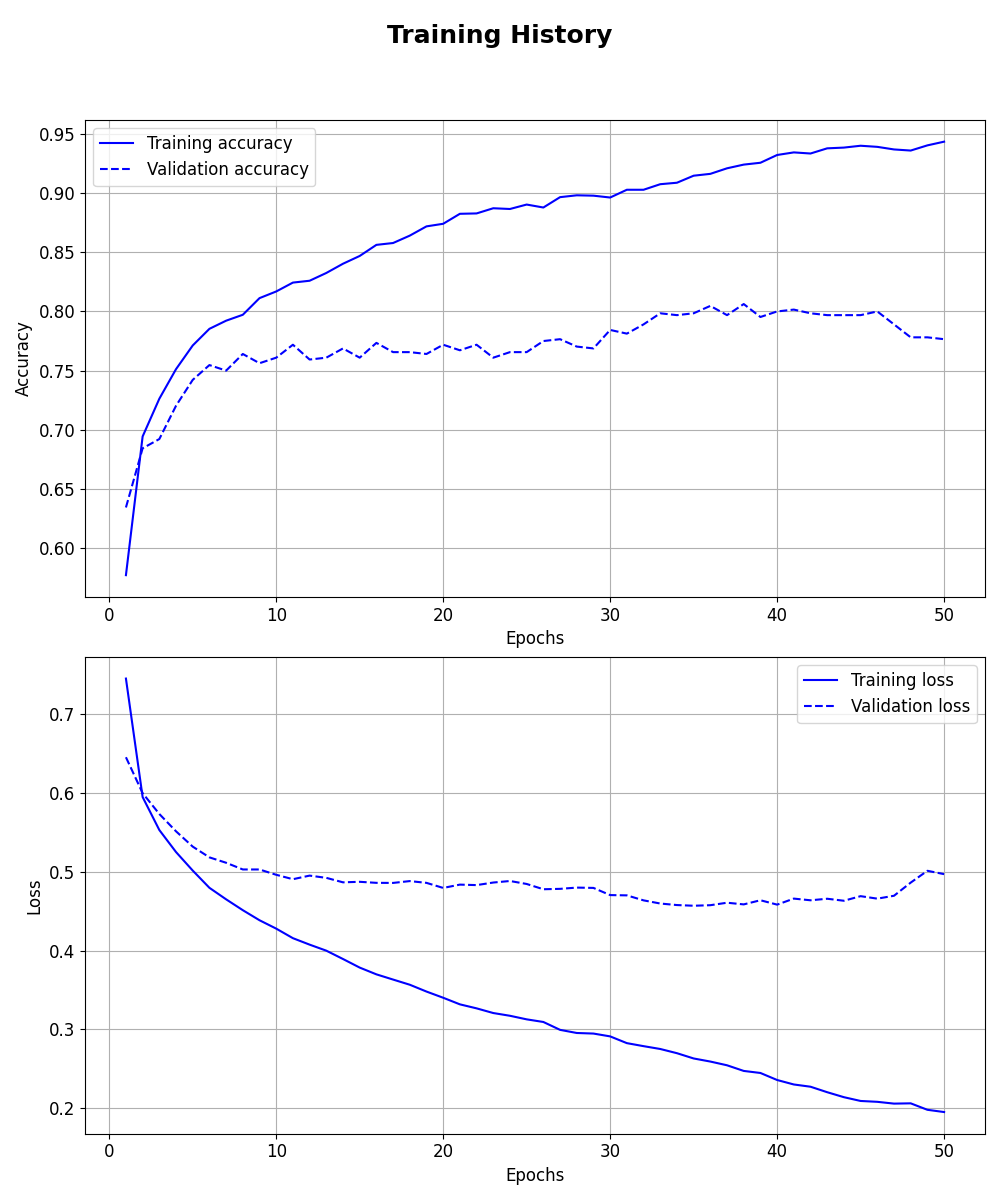 Training History
0.95
0.90
0.85
0.80
0.75
0.70
0.65
0.60
Accuracy
Training accuracy
Validation accuracy
0 10 20 30 40 50
Epochs
0.7
0.6
0.5
0.4
0.3
0.2
Loss
Training loss
Validation loss
0 10 20 30 40 50
Epochs